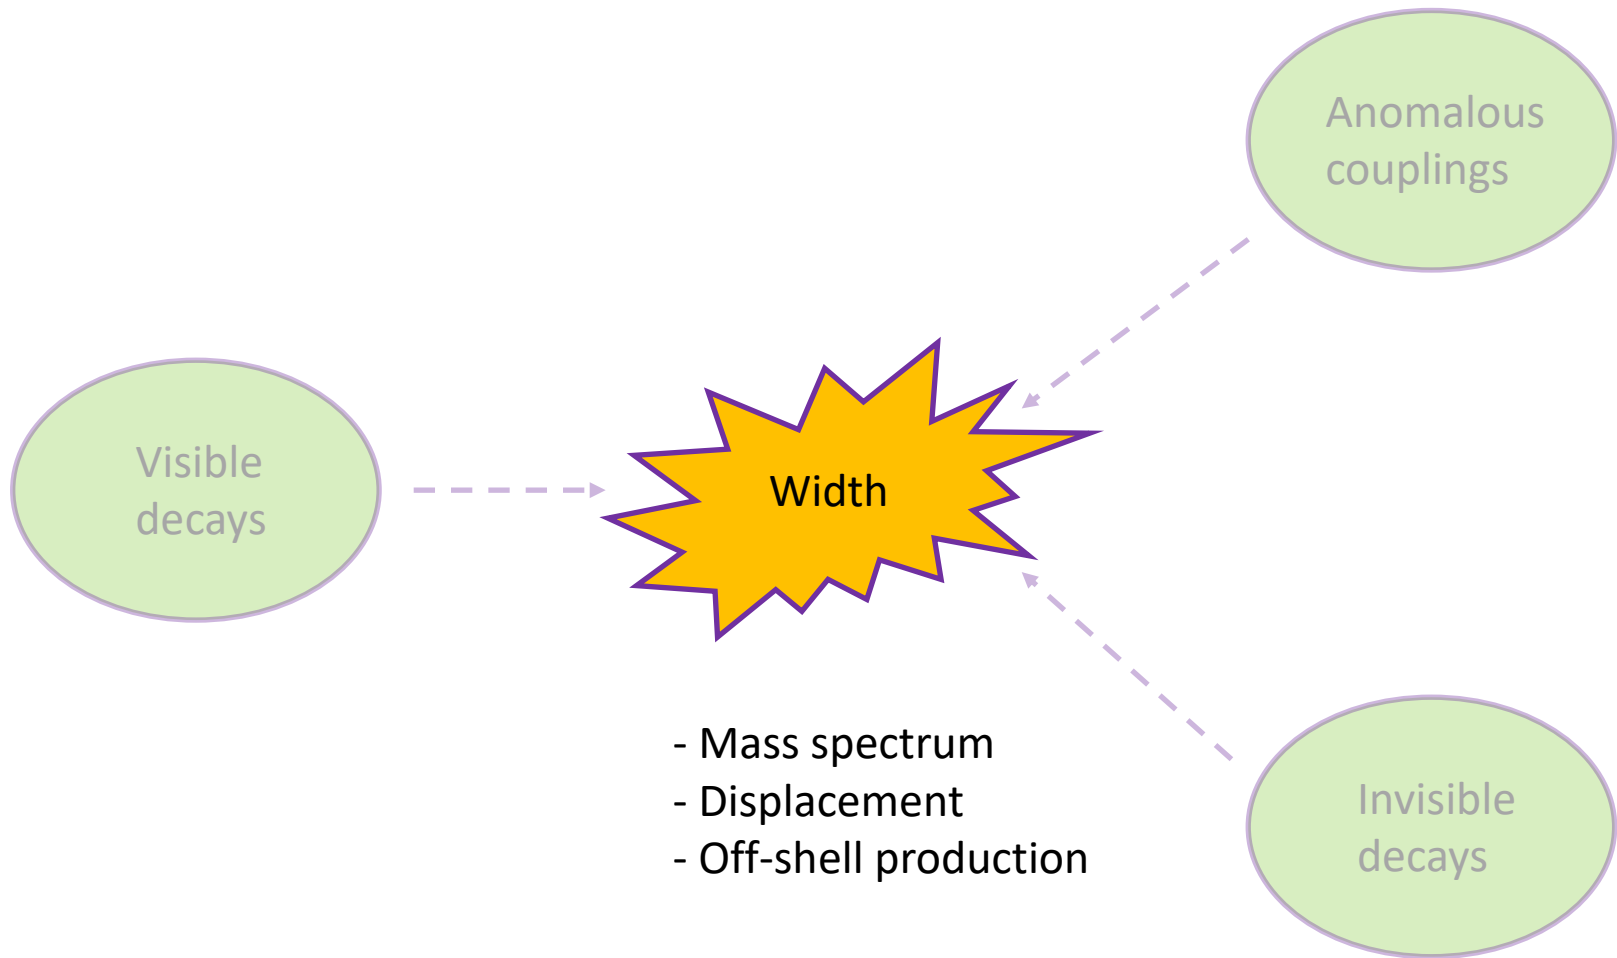 Anomalous
couplings
Visible
decays
Width
- Mass spectrum
- Displacement
- Off-shell production
Invisible
decays